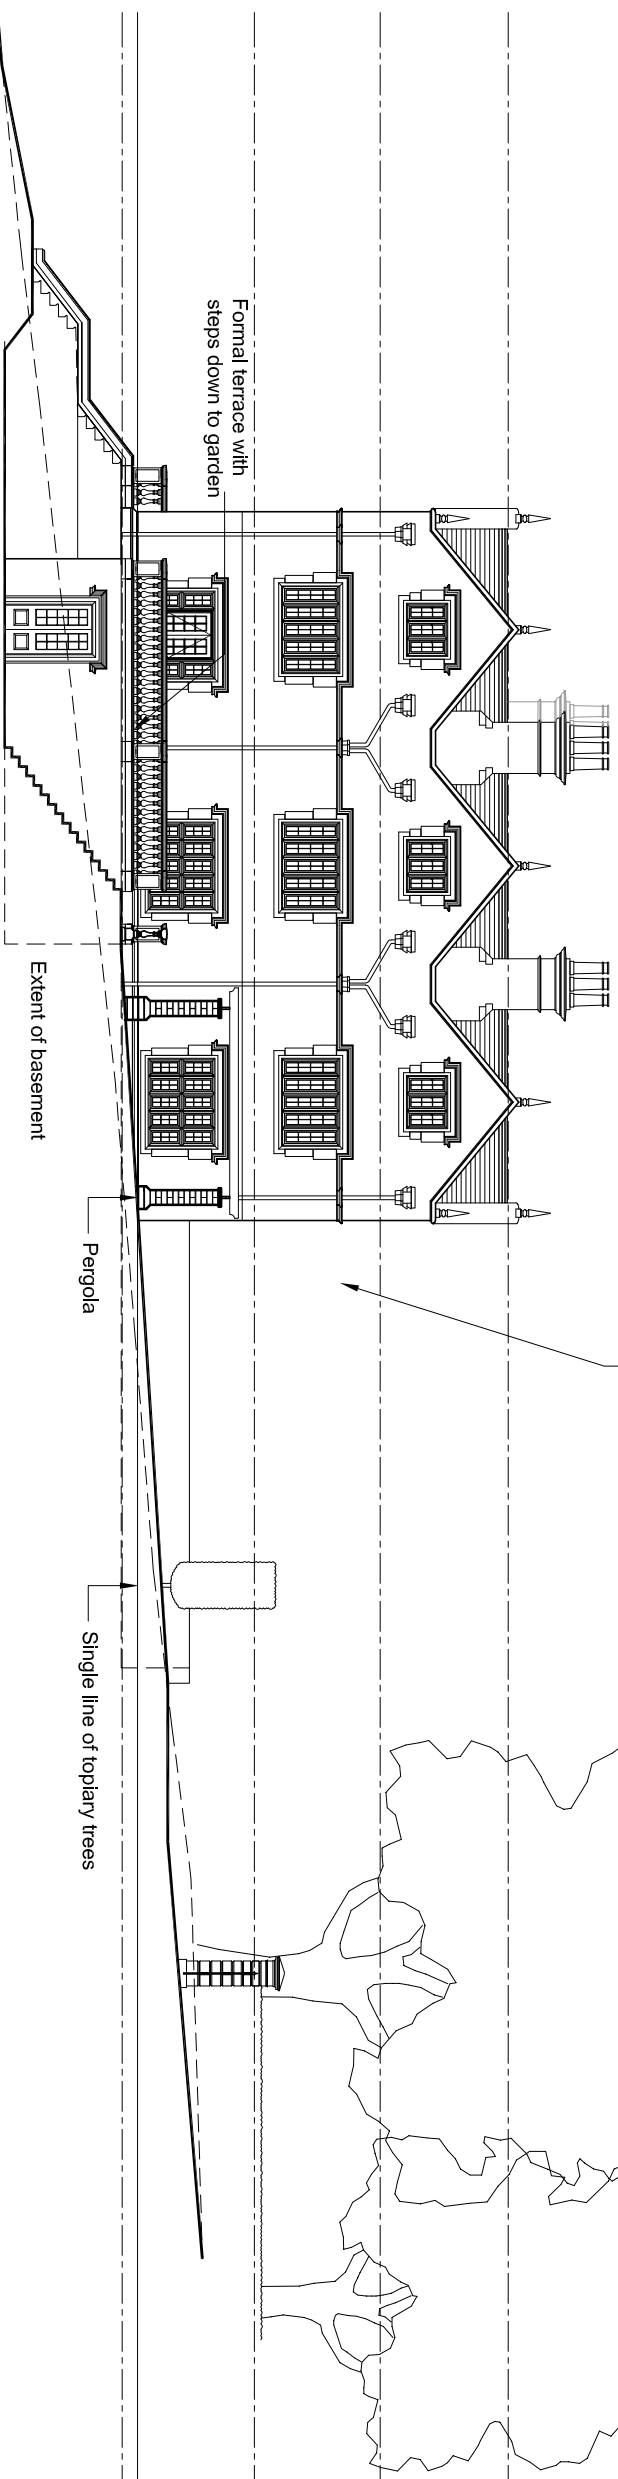 Formal terrace with
steps down to garden
Extent of basement
Pergola
Single line of topiary trees